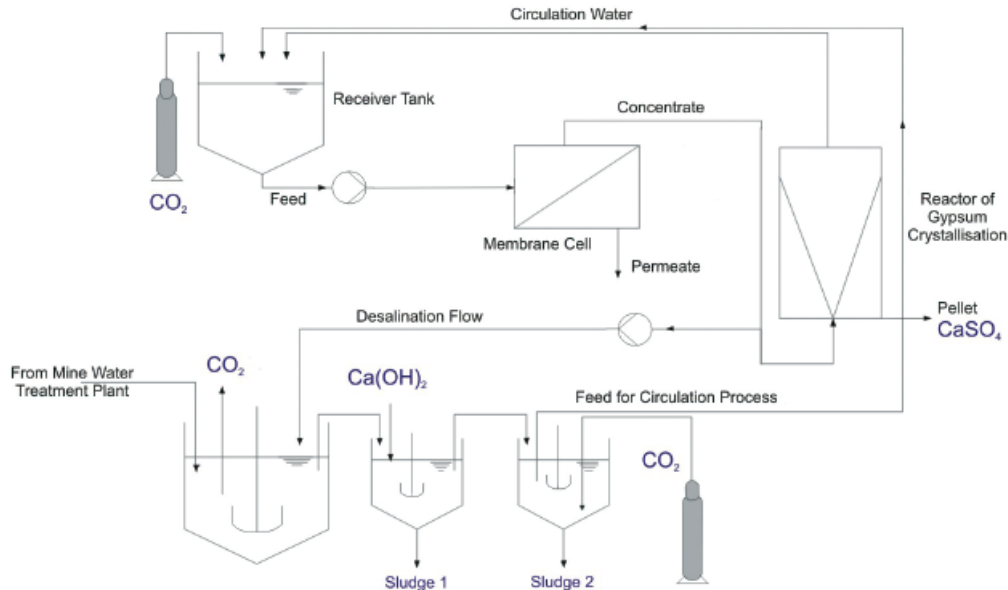 Circulation Water
Receiver Tank
Concentrate
CO₂
Feed
Membrane Cell
Permeate
Reactor of
Gypsum
Crystallisation
Pellet
CaSO₄
Desalination Flow
From Mine Water
Treatment Plant
CO₂
Ca(OH)₂
Feed for Circulation Process
CO₂
Sludge 1
Sludge 2